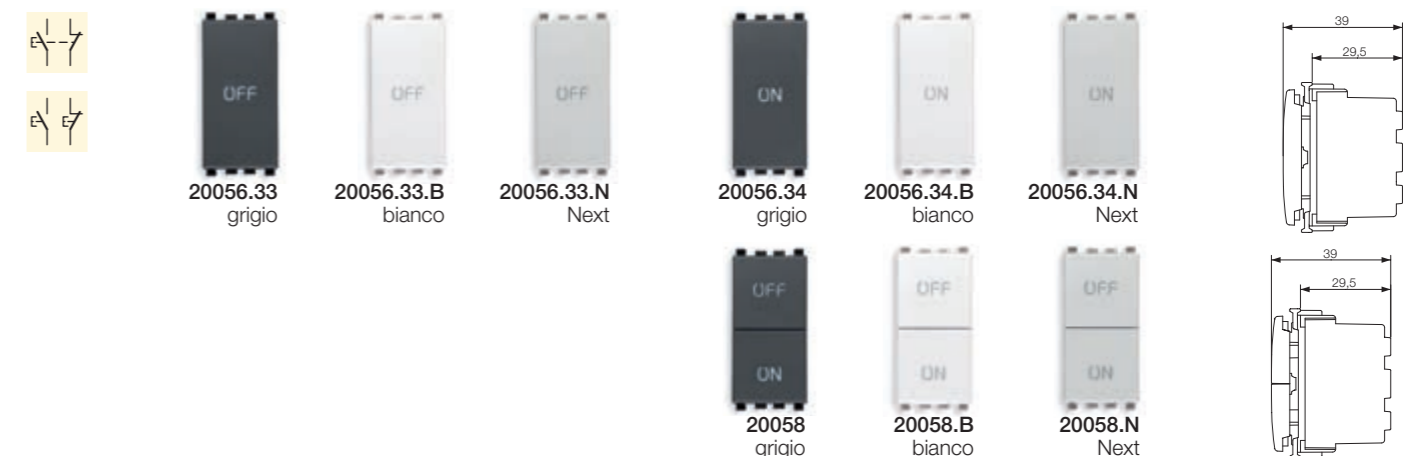 39
29,5
OFF OFF OFF ON ON ON
20056.33 20056.33.B 20056.33.N 20056.34 20056.34.B 20056.34.N
grigio bianco Next grigio bianco Next
39
29,5
OFF OFF OFF
ON ON ON
20058 20058.B 20058.N
grigio bianco Next